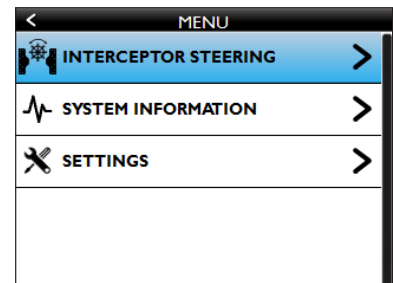 MENU
INTERCEPTOR STEERING
SYSTEM INFORMATION
SETTINGS